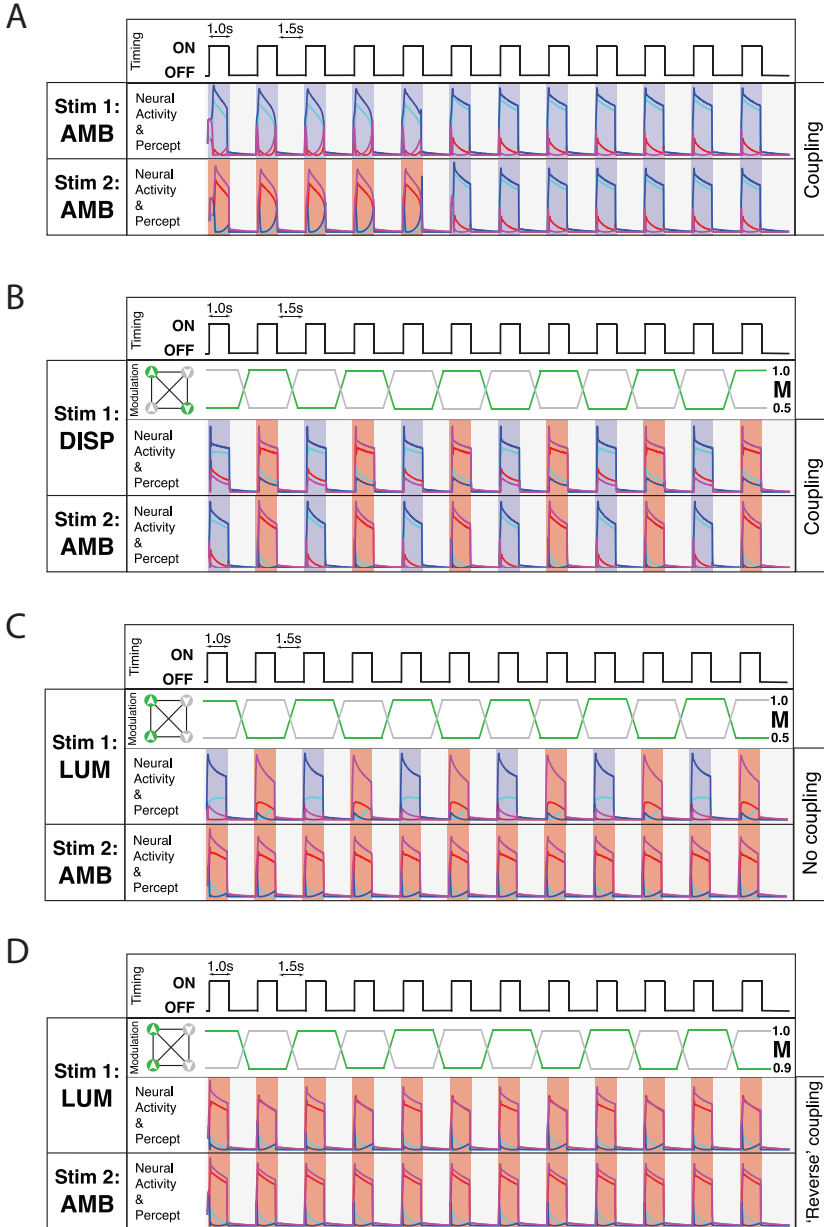 A
Timing
1.0s
1.5s
ON
OFF
Stim 1:
AMB
Neural
Activity
&
Percept
Stim 2:
AMB
Neural
Activity
&
Percept
Coupling
B
Timing
1.0s
1.5s
ON
OFF
Stim 1:
DISP
Modulation
1.0
M
0.5
Neural
Activity
&
Percept
Stim 2:
AMB
Neural
Activity
&
Percept
Coupling
C
Timing
1.0s
1.5s
ON
OFF
Stim 1:
LUM
Modulation
1.0
M
0.5
Neural
Activity
&
Percept
Stim 2:
AMB
Neural
Activity
&
Percept
No coupling
D
Timing
1.0s
1.5s
ON
OFF
Stim 1:
LUM
Modulation
1.0
M
0.9
Neural
Activity
&
Percept
Stim 2:
AMB
Neural
Activity
&
Percept
'Reverse' coupling